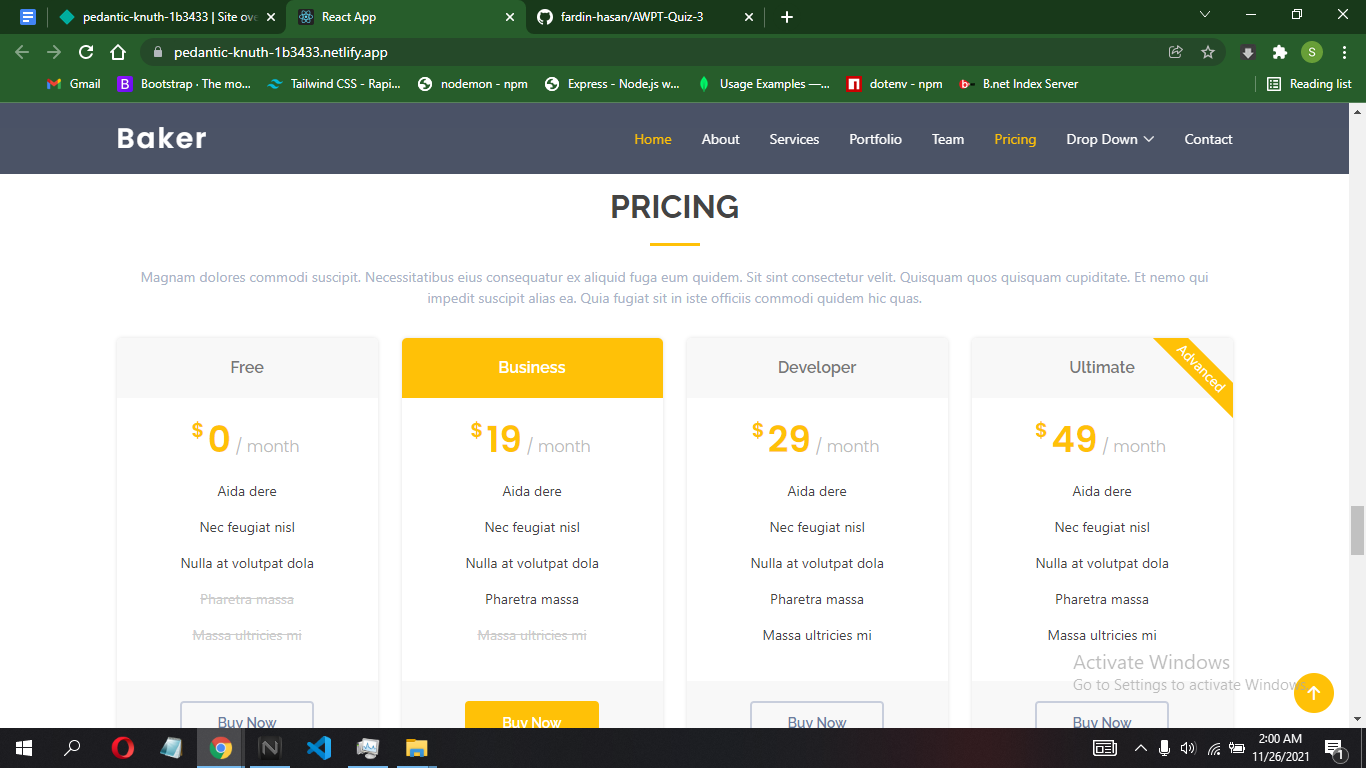 pedantic-knuth-1b3433 | Site ove
React App
fardin-hasan/AWPT-Quiz-3
pedantic-knuth-1b3433.netlify.app
S
Gmail
B
Bootstrap · The mo...
Tailwind CSS - Rapi...
nodemon - npm
Express - Node.js w...
Usage Examples —...
dotenv - npm
B.net Index Server
Reading list
Baker
Home
About
Services
Portfolio
Team
Pricing
Drop Down
Contact
PRICING
Magnam dolores commodi suscipit. Necessitatibus eius consequatur ex aliquid fuga eum quidem. Sit sint consectetur velit. Quisquam quos quisquam cupiditate. Et nemo qui
impedit suscipit alias ea. Quia fugiat sit in iste officiis commodi quidem hic quas.
Free
$0 / month
Aida dere
Nec feugiat nisl
Nulla at volutpat dola
Pharetra massa
Massa ultricies mi
Buy Now
Business
$19 / month
Aida dere
Nec feugiat nisl
Nulla at volutpat dola
Pharetra massa
Massa ultricies mi
Buy Now
Developer
$29 / month
Aida dere
Nec feugiat nisl
Nulla at volutpat dola
Pharetra massa
Massa ultricies mi
Buy Now
Ultimate
Advanced
$49 / month
Aida dere
Nec feugiat nisl
Nulla at volutpat dola
Pharetra massa
Massa ultricies mi
Buy Now
Activate Windows
Go to Settings to activate Windows.
2:00 AM
11/26/2021
1